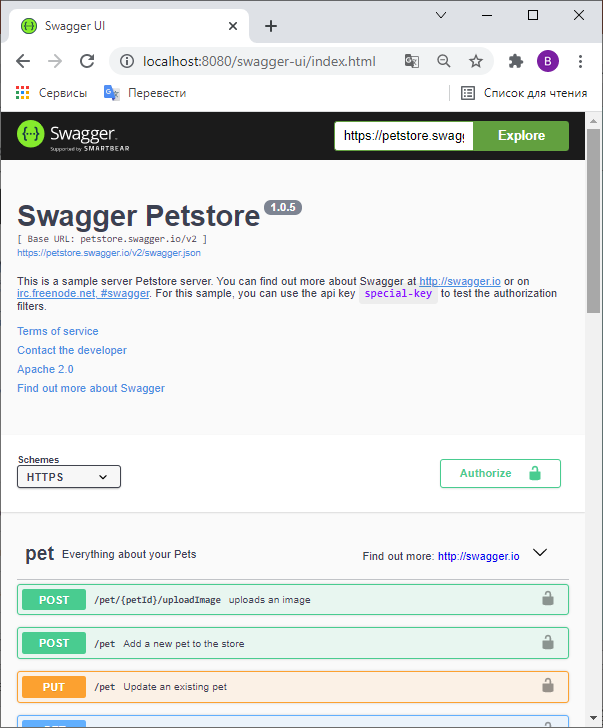 Swagger UI
localhost:8080/swagger-ui/index.html
B
Сервисы
Перевести
Список для чтения
Swagger.
Supported by SMARTBEAR
https://petstore.swagg
Explore
Swagger Petstore 1.0.5
[ Base URL: petstore.swagger.io/v2 ]
https://petstore.swagger.io/v2/swagger.json
This is a sample server Petstore server. You can find out more about Swagger at http://swagger.io or on
irc.freenode.net, #swagger. For this sample, you can use the api key special-key to test the authorization
filters.
Terms of service
Contact the developer
Apache 2.0
Find out more about Swagger
Schemes
HTTPS
Authorize
pet Everything about your Pets
Find out more: http://swagger.io
POST /pet/{petId}/uploadImage uploads an image
POST /pet Add a new pet to the store
PUT /pet Update an existing pet